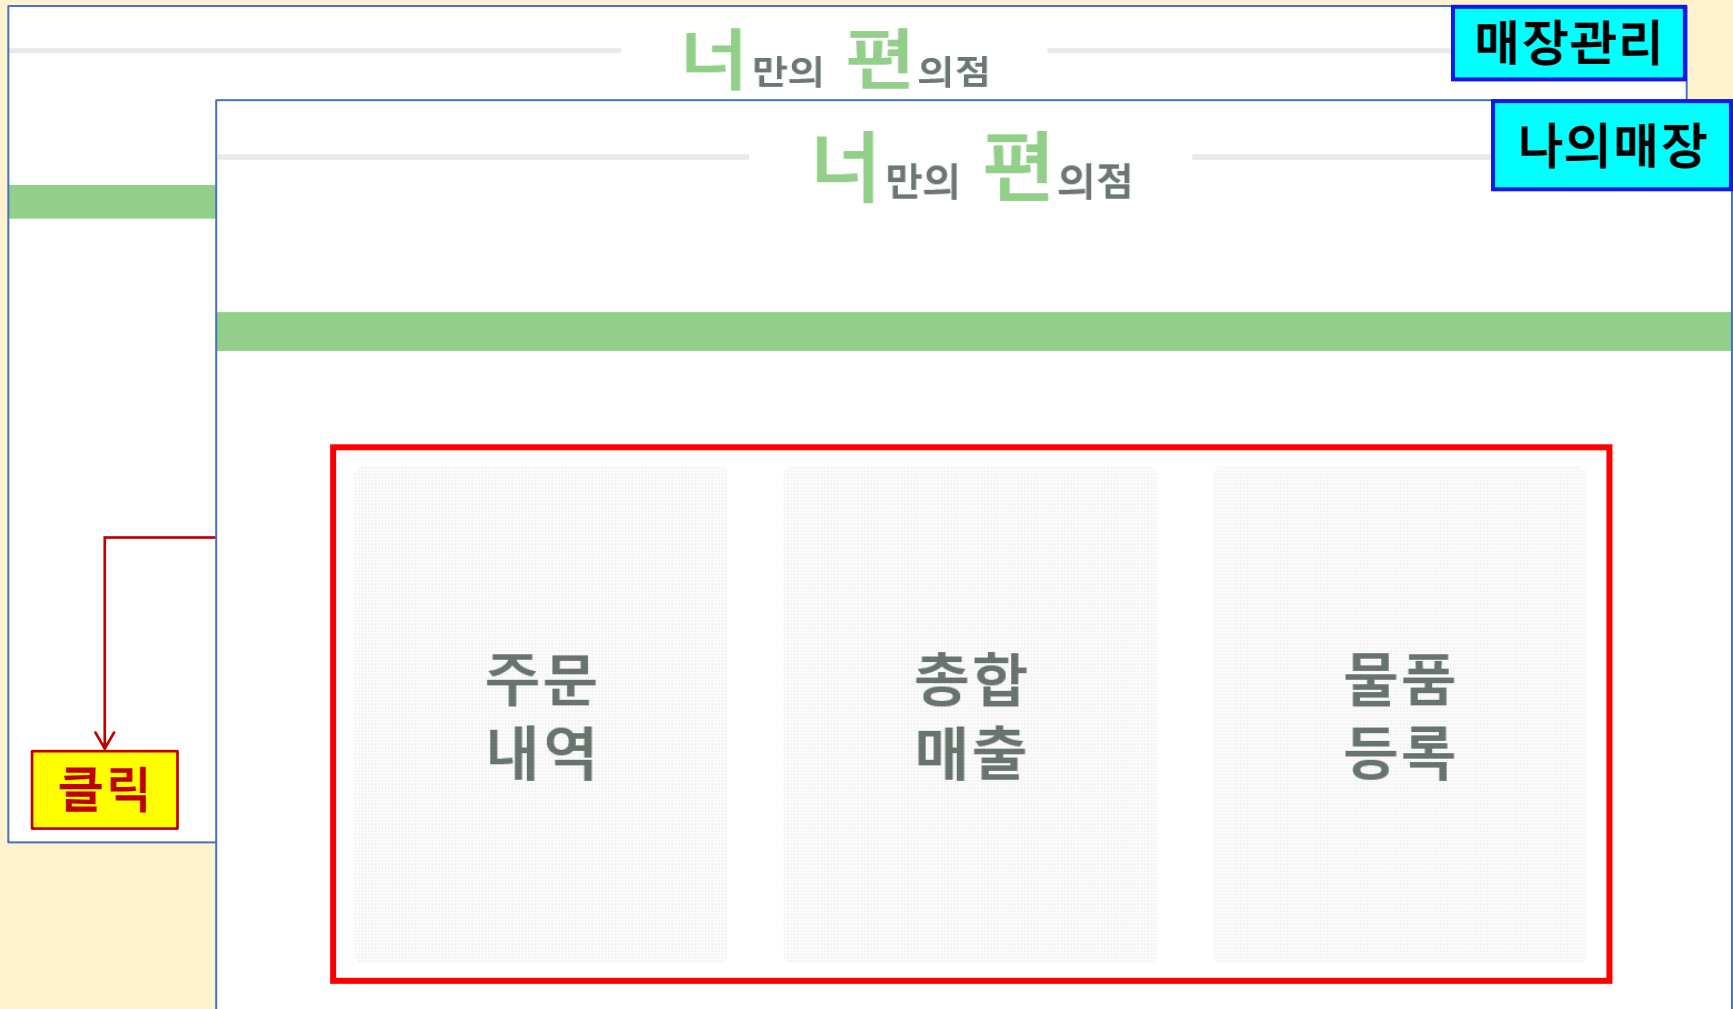 너만의 편의점
매장관리
너만의 편의점
나의매장
주문
내역
총합
매출
물품
등록
클릭